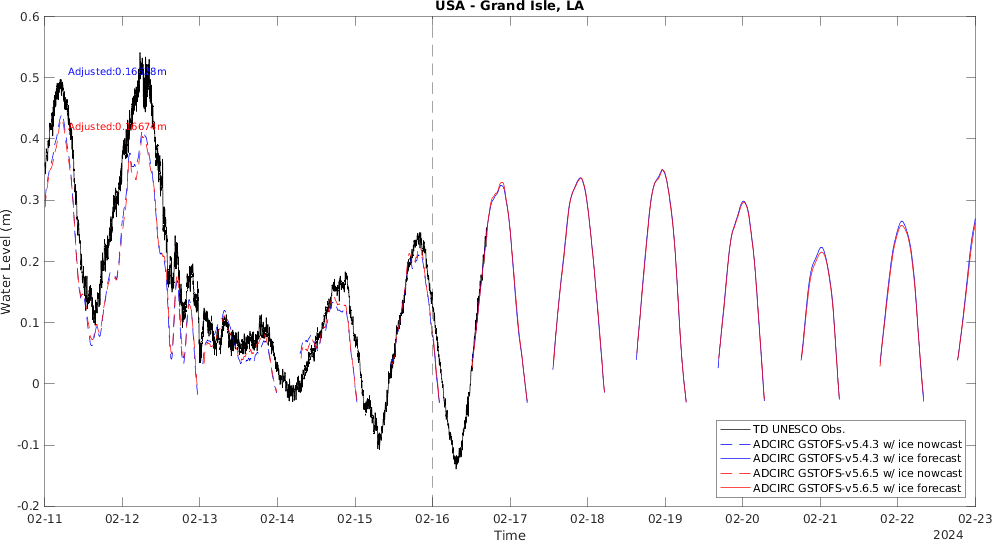 USA - Grand Isle, LA
0.6
0.5
0.4
0.3
0.2
0.1
0
-0.1
-0.2
Water Level (m)
02-11 02-12 02-13 02-14 02-15 02-16 02-17 02-18 02-19 02-20 02-21 02-22 02-23
Time
2024
TD UNESCO Obs.
ADCIRC GSTOFS-v5.4.3 w/ ice nowcast
ADCIRC GSTOFS-v5.4.3 w/ ice forecast
ADCIRC GSTOFS-v5.6.5 w/ ice nowcast
ADCIRC GSTOFS-v5.6.5 w/ ice forecast